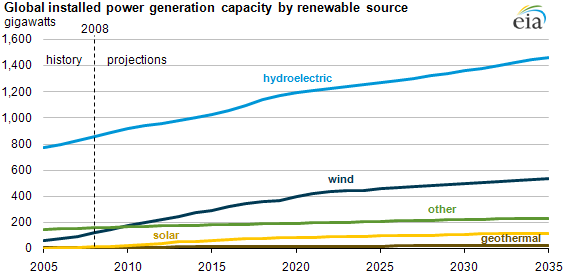 Global installed power generation capacity by renewable source
gigawatts
eia
2008
1,600
history
projections
1,400
hydroelectric
1,200
1,000
800
600
wind
400
other
200
solar
geothermal
0
2005
2010
2015
2020
2025
2030
2035